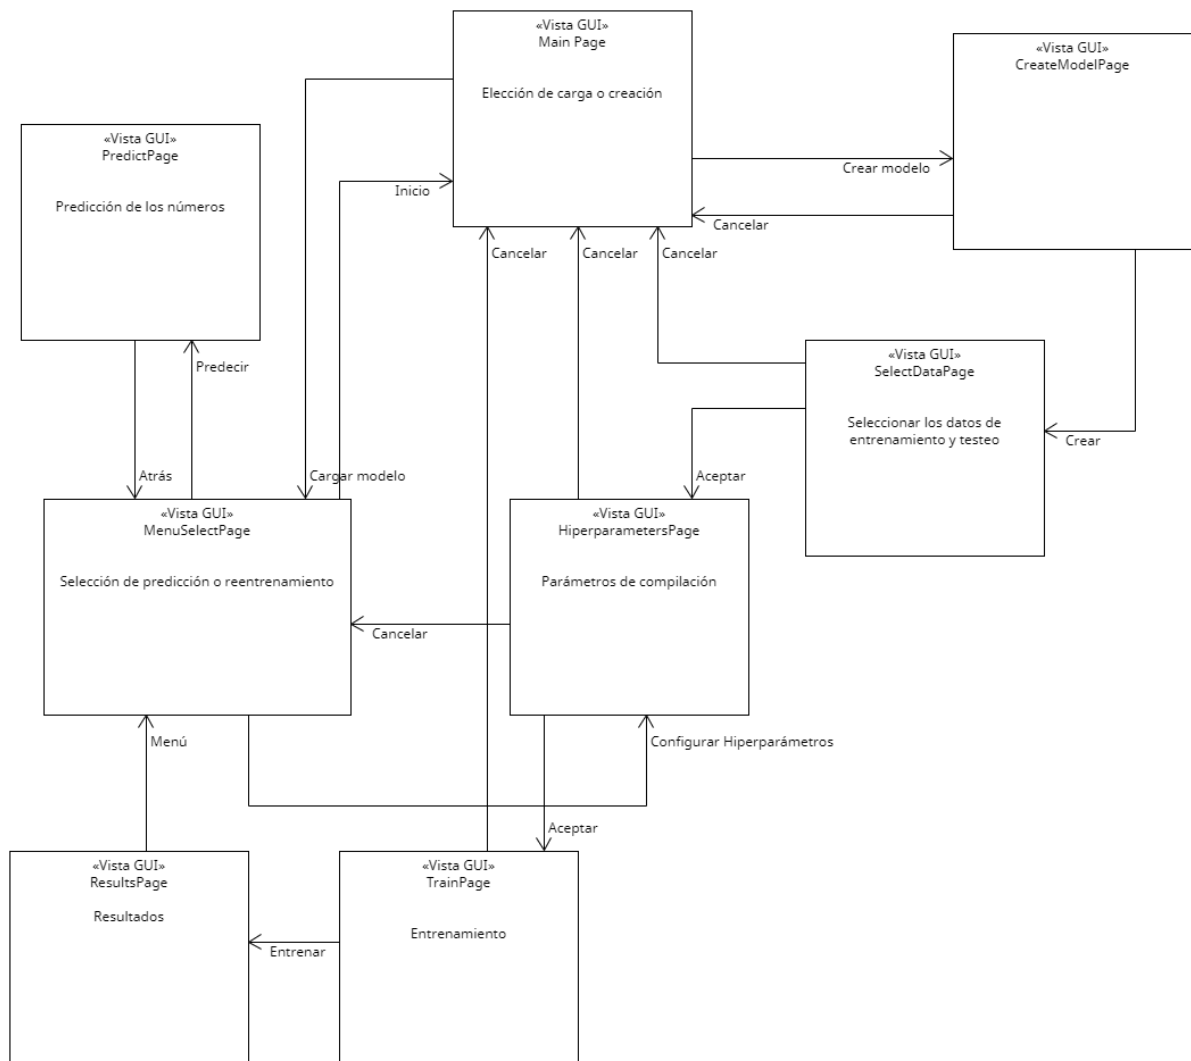 «Vista GUI»
Main Page
Elección de carga o creación
«Vista GUI»
CreateModelPage
«Vista GUI»
PredictPage
Predicción de los números
Crear modelo
Inicio
Cancelar
Cancelar
Cancelar
Cancelar
«Vista GUI»
SelectDataPage
Seleccionar los datos de
entrenamiento y testeo
Predecir
Crear
Atrás
Cargar modelo
Aceptar
«Vista GUI»
MenuSelectPage
Selección de predicción o reentrenamiento
«Vista GUI»
HiperparametersPage
Parámetros de compilación
Cancelar
Menú
Configurar Hiperparámetros
Aceptar
«Vista GUI»
ResultsPage
Resultados
«Vista GUI»
TrainPage
Entrenamiento
Entrenar